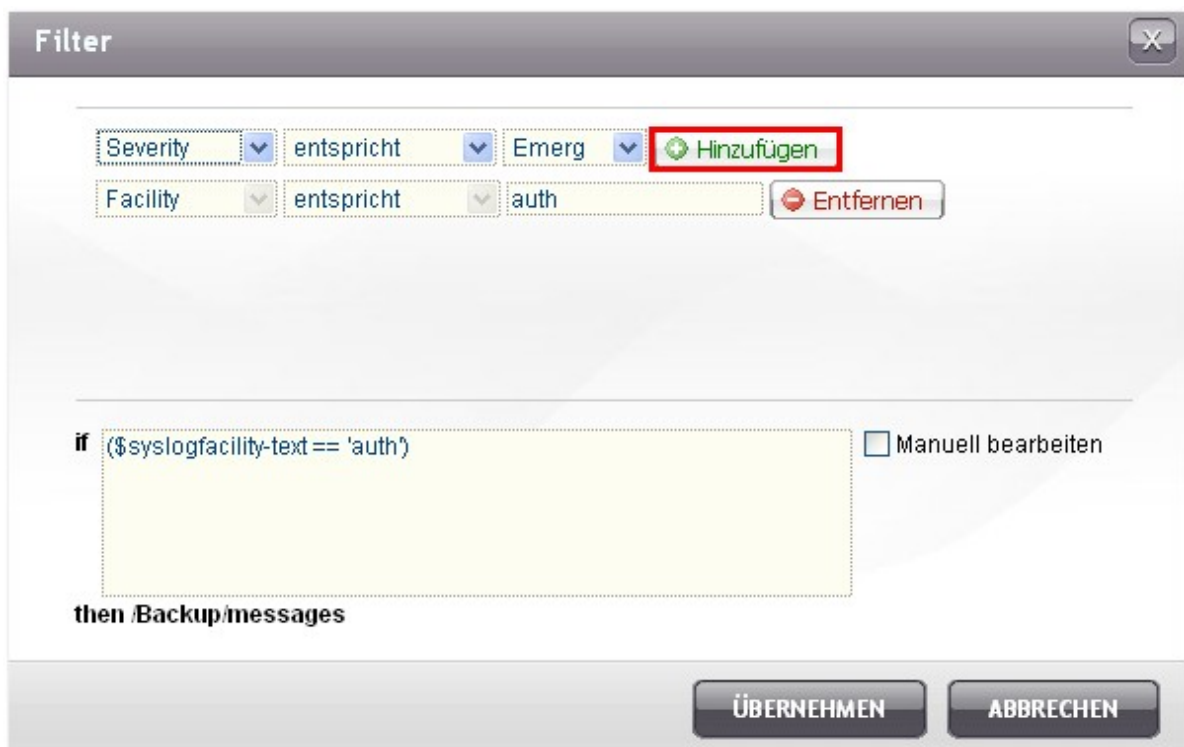 Filter X
Severity entspricht Emerg Hinzufügen
Facility entspricht auth Entfernen
if ($syslogfacility-text == 'auth') Manuell bearbeiten
then /Backup/messages
ÜBERNEHMEN ABBRECHEN